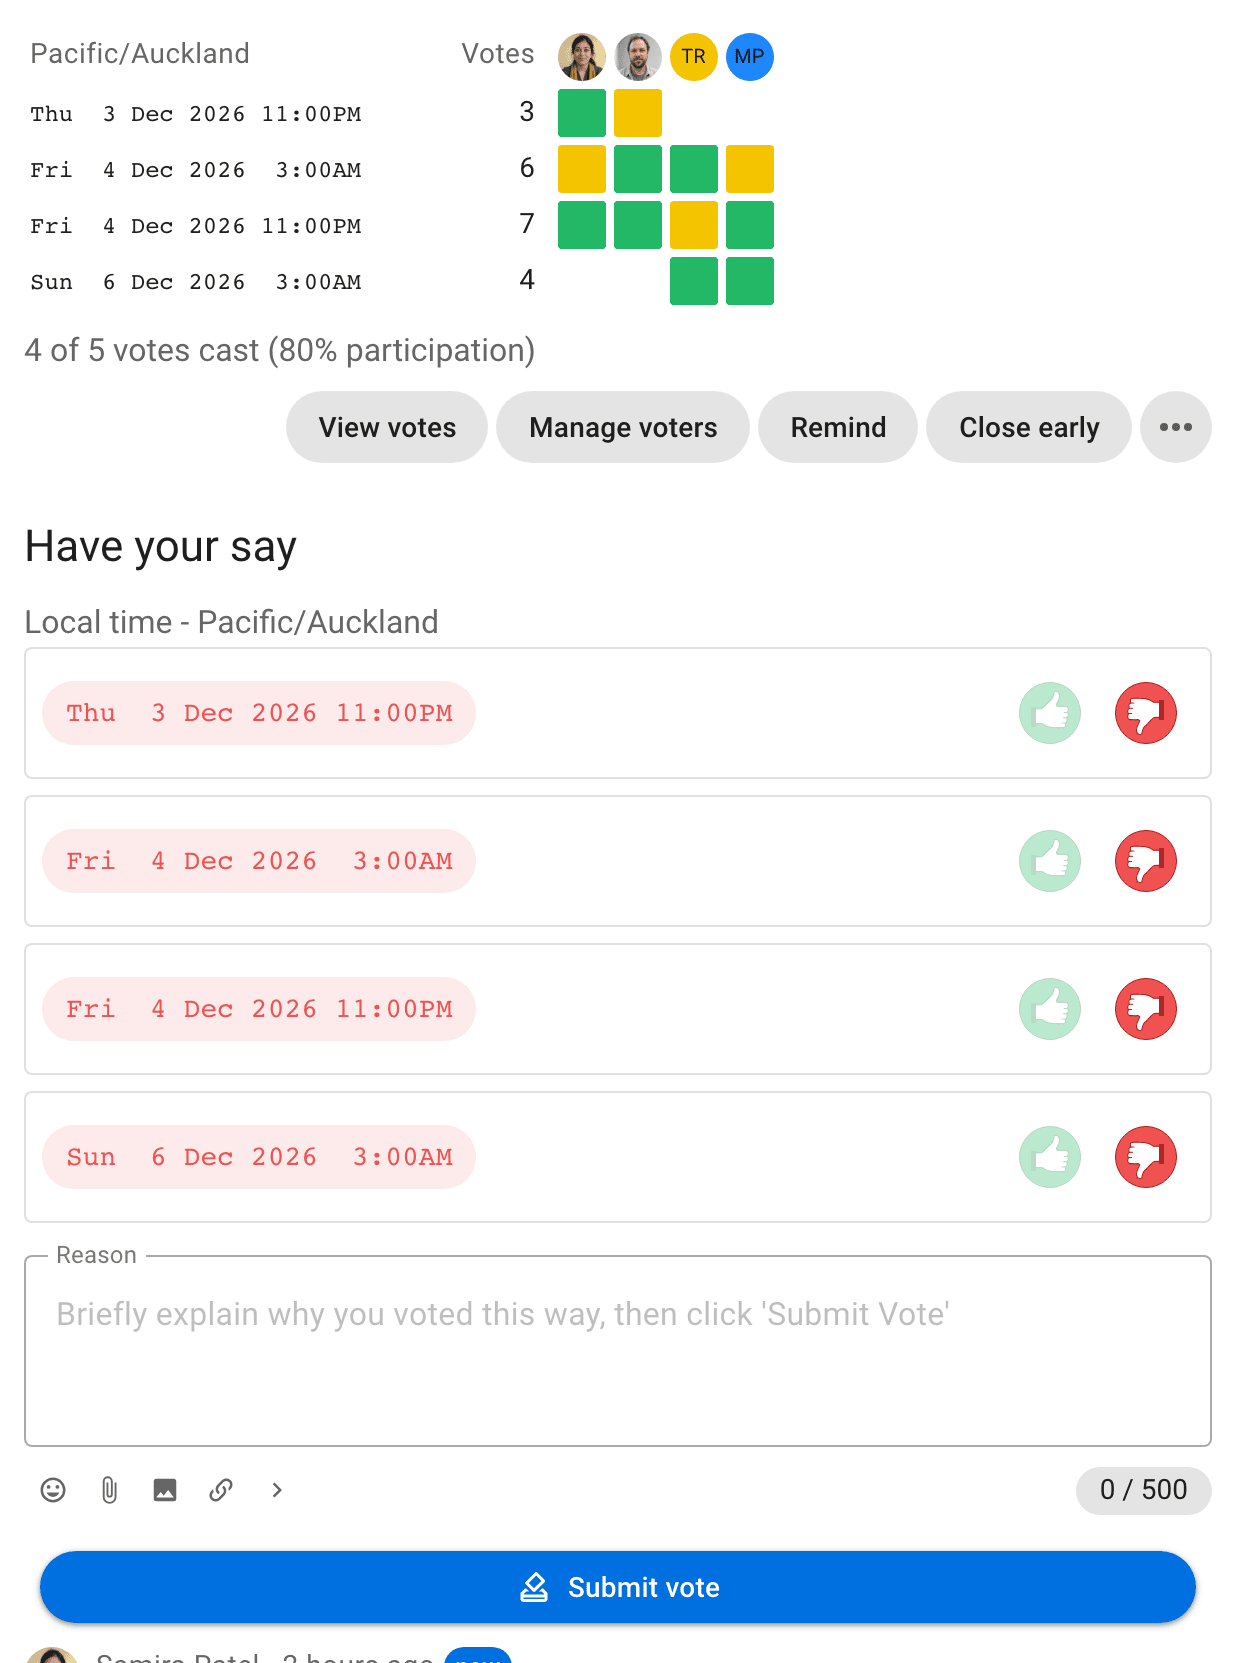 Pacific/Auckland Votes TR MP
Thu 3 Dec 2026 11:00PM 3
Fri 4 Dec 2026 3:00AM 6
Fri 4 Dec 2026 11:00PM 7
Sun 6 Dec 2026 3:00AM 4
4 of 5 votes cast (80% participation)
View votes Manage voters Remind Close early
Have your say
Local time - Pacific/Auckland
Thu 3 Dec 2026 11:00PM
Fri 4 Dec 2026 3:00AM
Fri 4 Dec 2026 11:00PM
Sun 6 Dec 2026 3:00AM
Reason
Briefly explain why you voted this way, then click 'Submit Vote'
0 / 500
Submit vote
Samira Patel